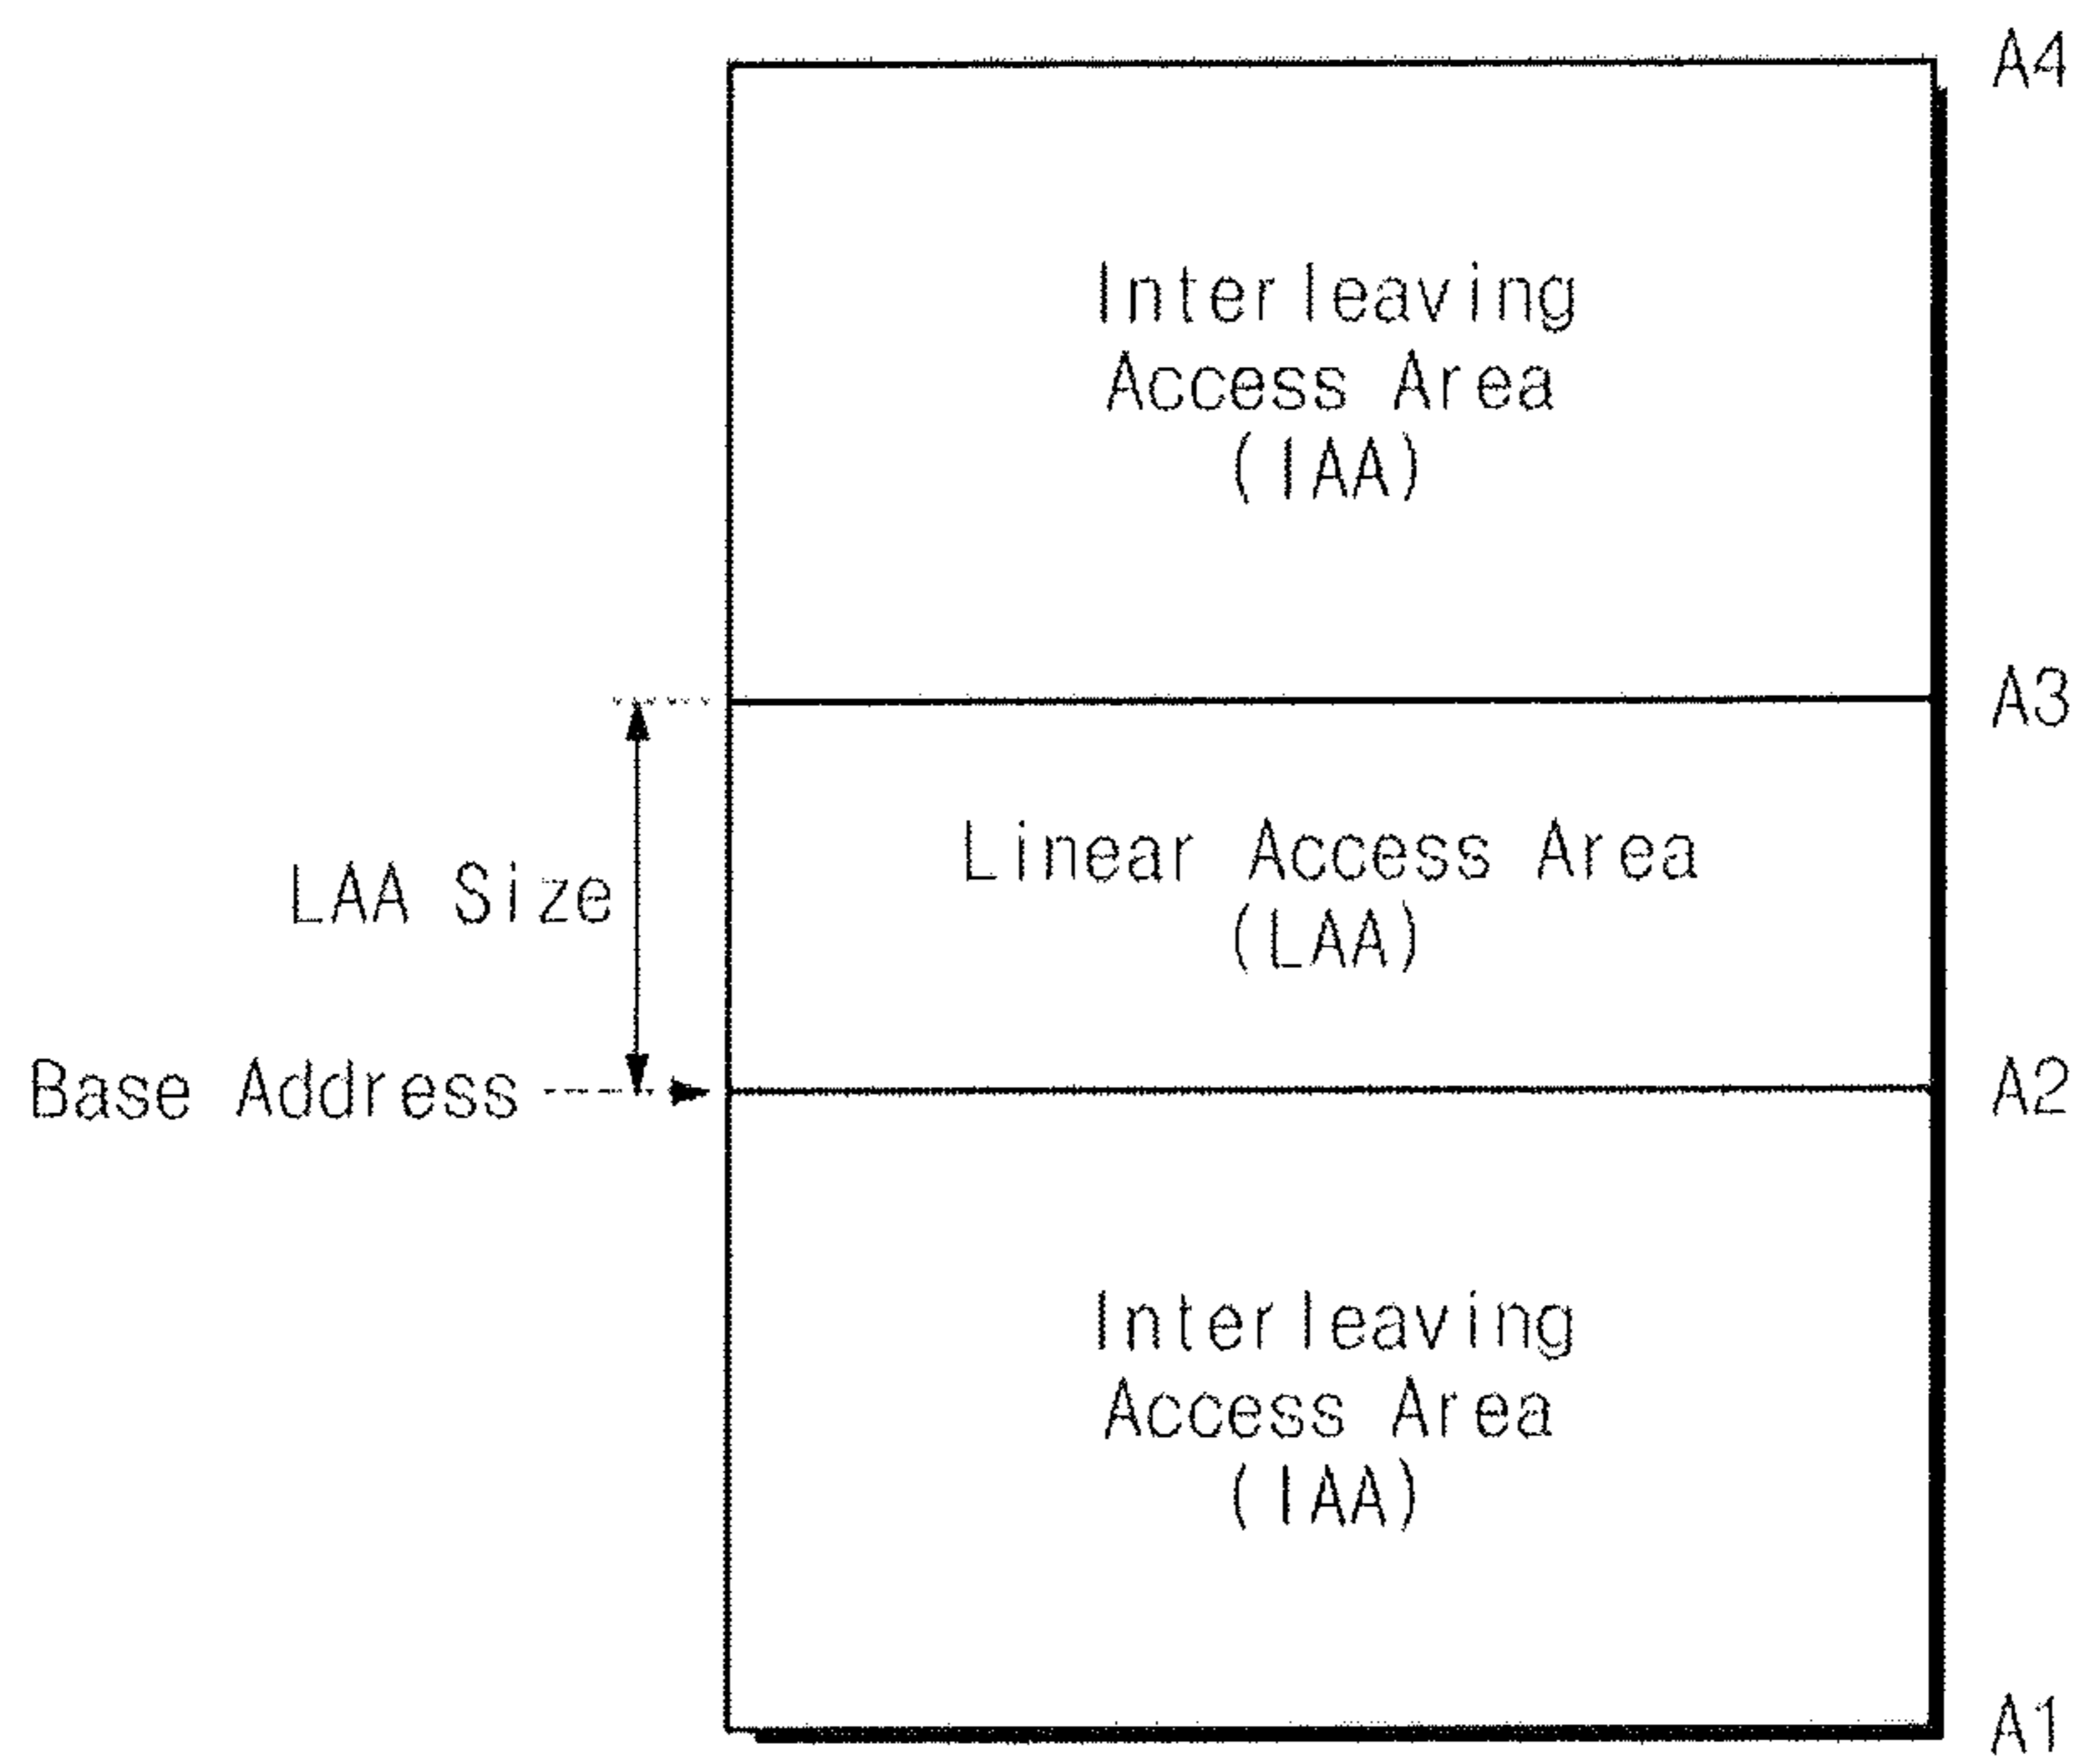 A4
Interleaving
Access Area
(IAA)
A3
Linear Access Area
(LAA)
LAA Size
Base Address
A2
Interleaving
Access Area
(IAA)
A1